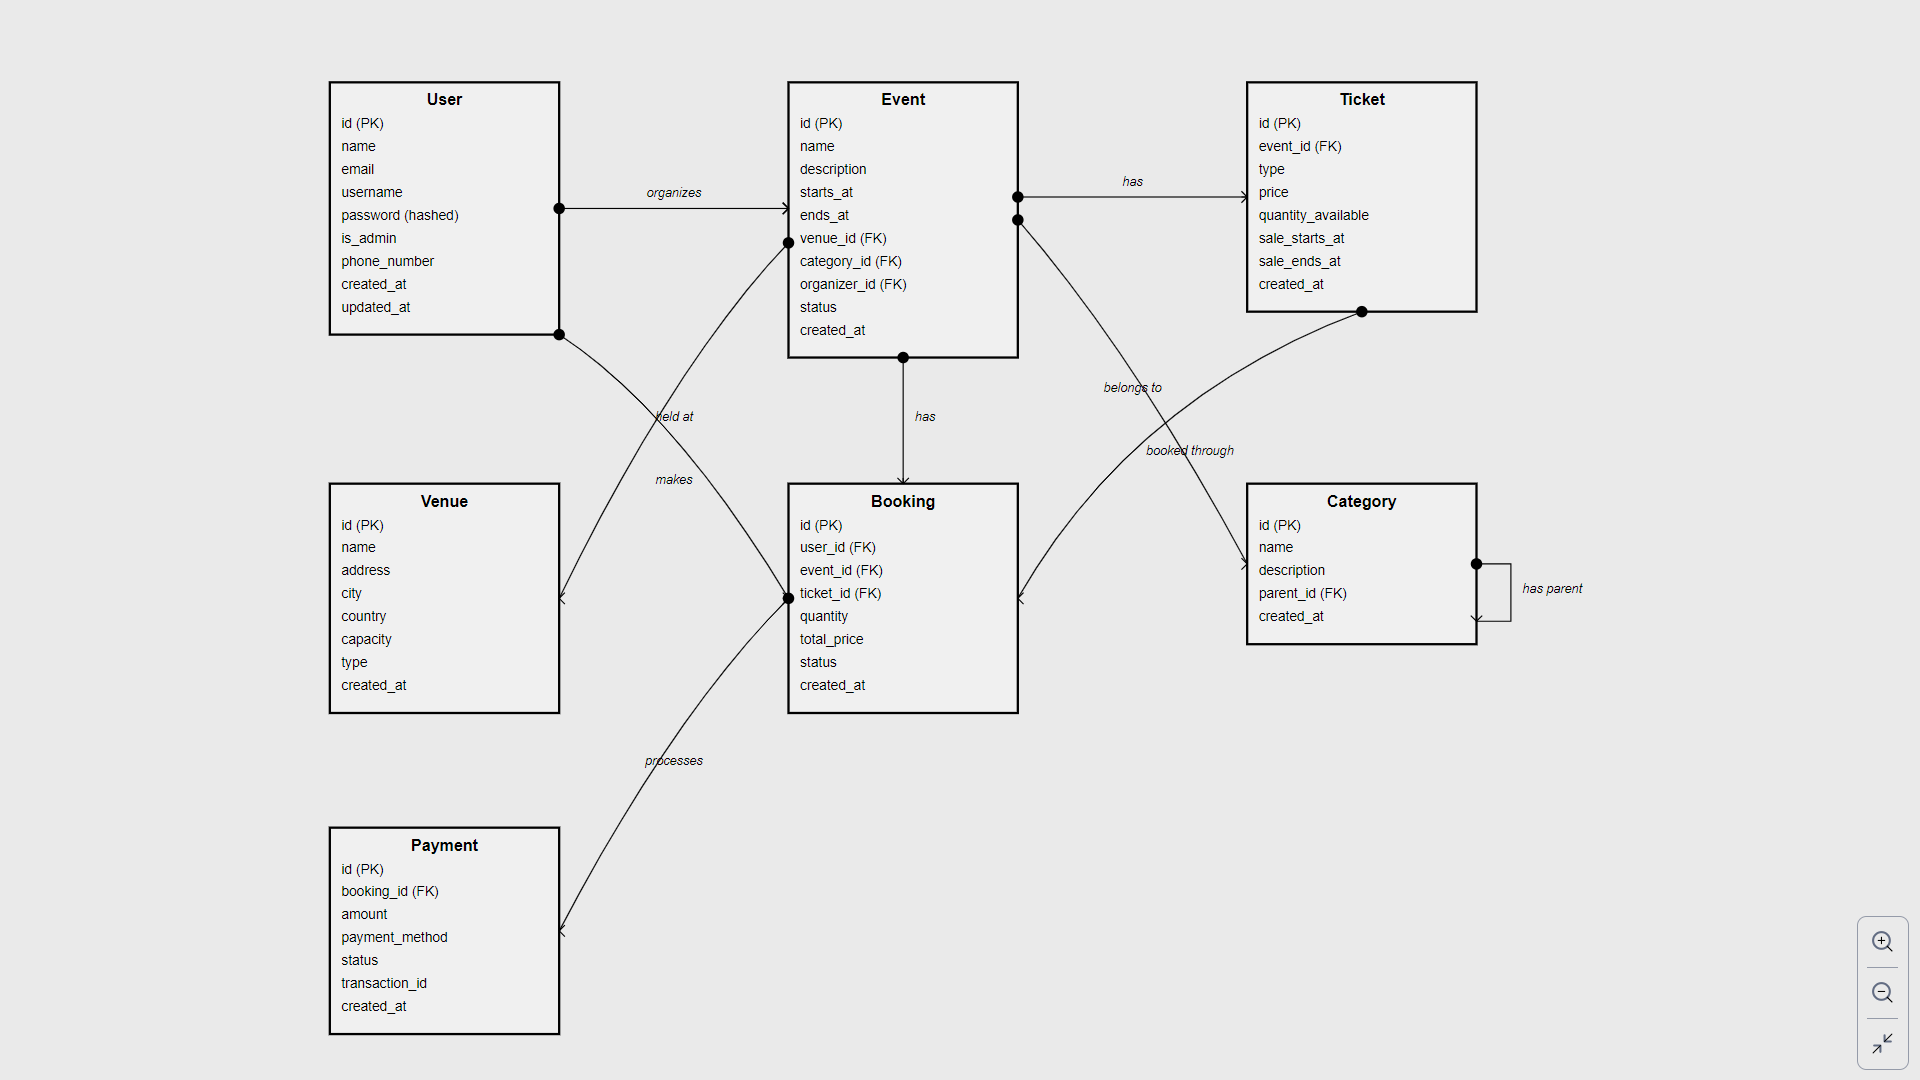 User
id (PK)
name
email
username
password (hashed)
is_admin
phone_number
created_at
updated_at
organizes
Event
id (PK)
name
description
starts_at
ends_at
venue_id (FK)
category_id (FK)
organizer_id (FK)
status
created_at
has
Ticket
id (PK)
event_id (FK)
type
price
quantity_available
sale_starts_at
sale_ends_at
created_at
held at
makes
has
belongs to
booked through
Venue
id (PK)
name
address
city
country
capacity
type
created_at
Booking
id (PK)
user_id (FK)
event_id (FK)
ticket_id (FK)
quantity
total_price
status
created_at
Category
id (PK)
name
description
parent_id (FK)
created_at
has parent
processes
Payment
id (PK)
booking_id (FK)
amount
payment_method
status
transaction_id
created_at